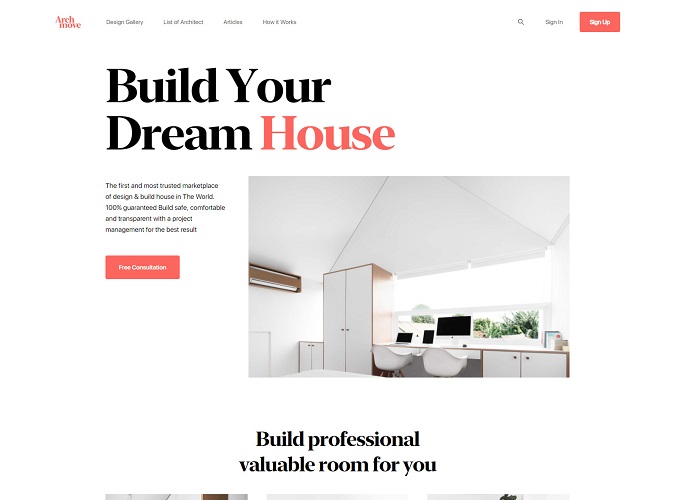 Arch
move
Design Gallery
List of Architect
Articles
How it Works
Sign In
Sign Up
Build Your
Dream House
The first and most trusted marketplace
of design & build house in The World.
100% guaranteed Build safe, comfortable
and transparent with a project
management for the best result
Free Consultation
Build professional
valuable room for you